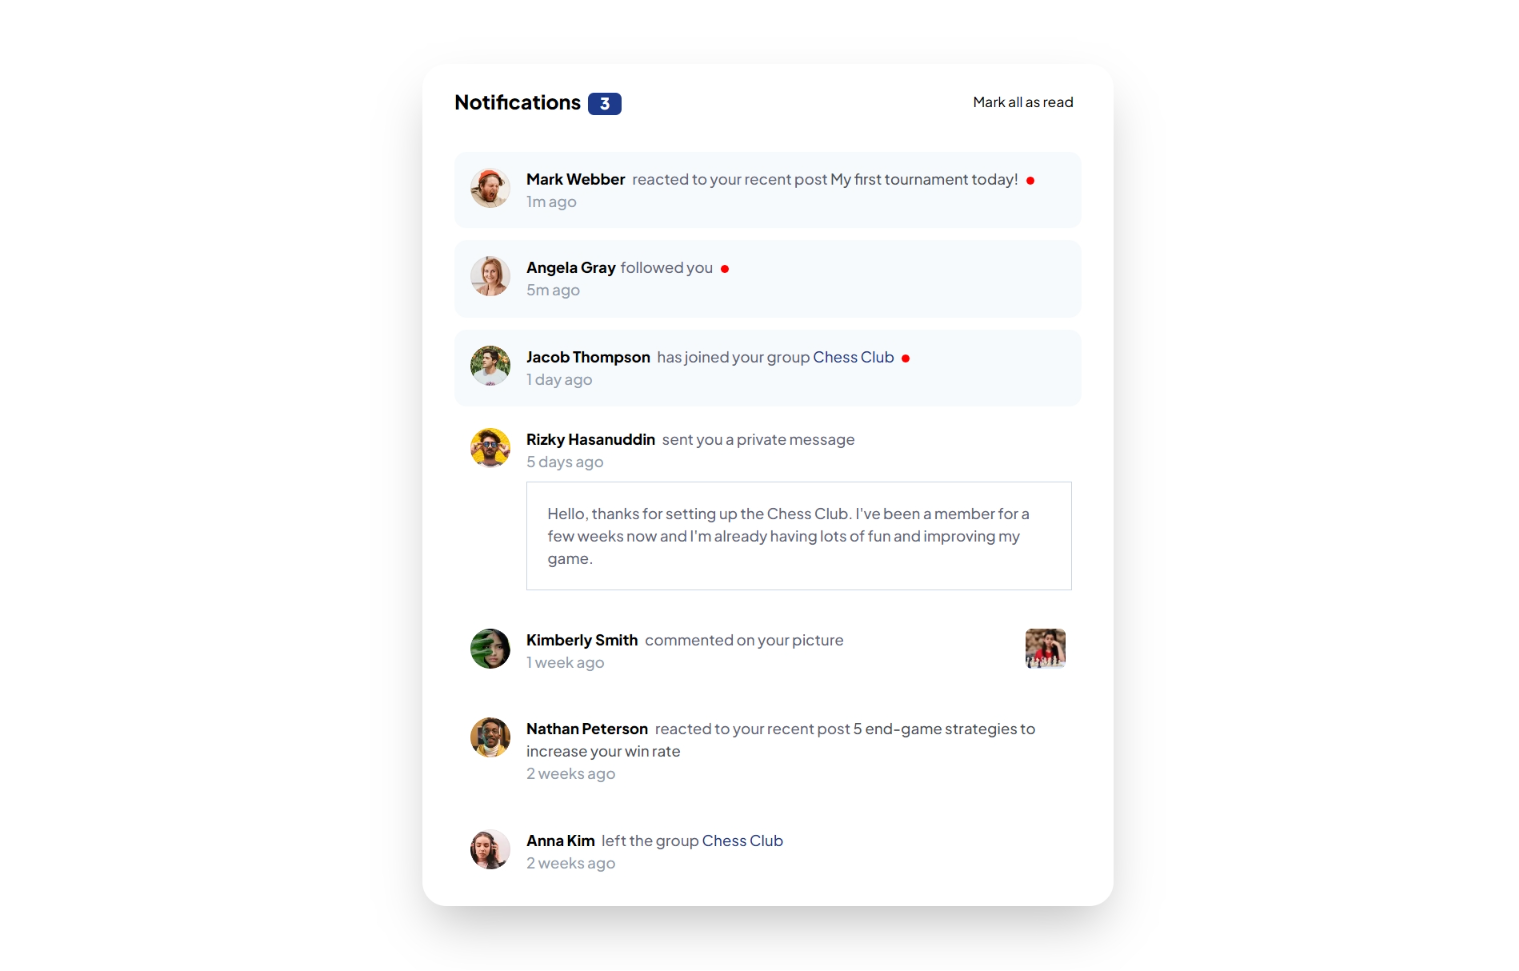 Notifications 3
Mark all as read
Mark Webber reacted to your recent post My first tournament today!
1m ago
Angela Gray followed you
5m ago
Jacob Thompson has joined your group Chess Club
1 day ago
Rizky Hasanuddin sent you a private message
5 days ago
Hello, thanks for setting up the Chess Club. I've been a member for a
few weeks now and I'm already having lots of fun and improving my
game.
Kimberly Smith commented on your picture
1 week ago
Nathan Peterson reacted to your recent post 5 end-game strategies to
increase your win rate
2 weeks ago
Anna Kim left the group Chess Club
2 weeks ago